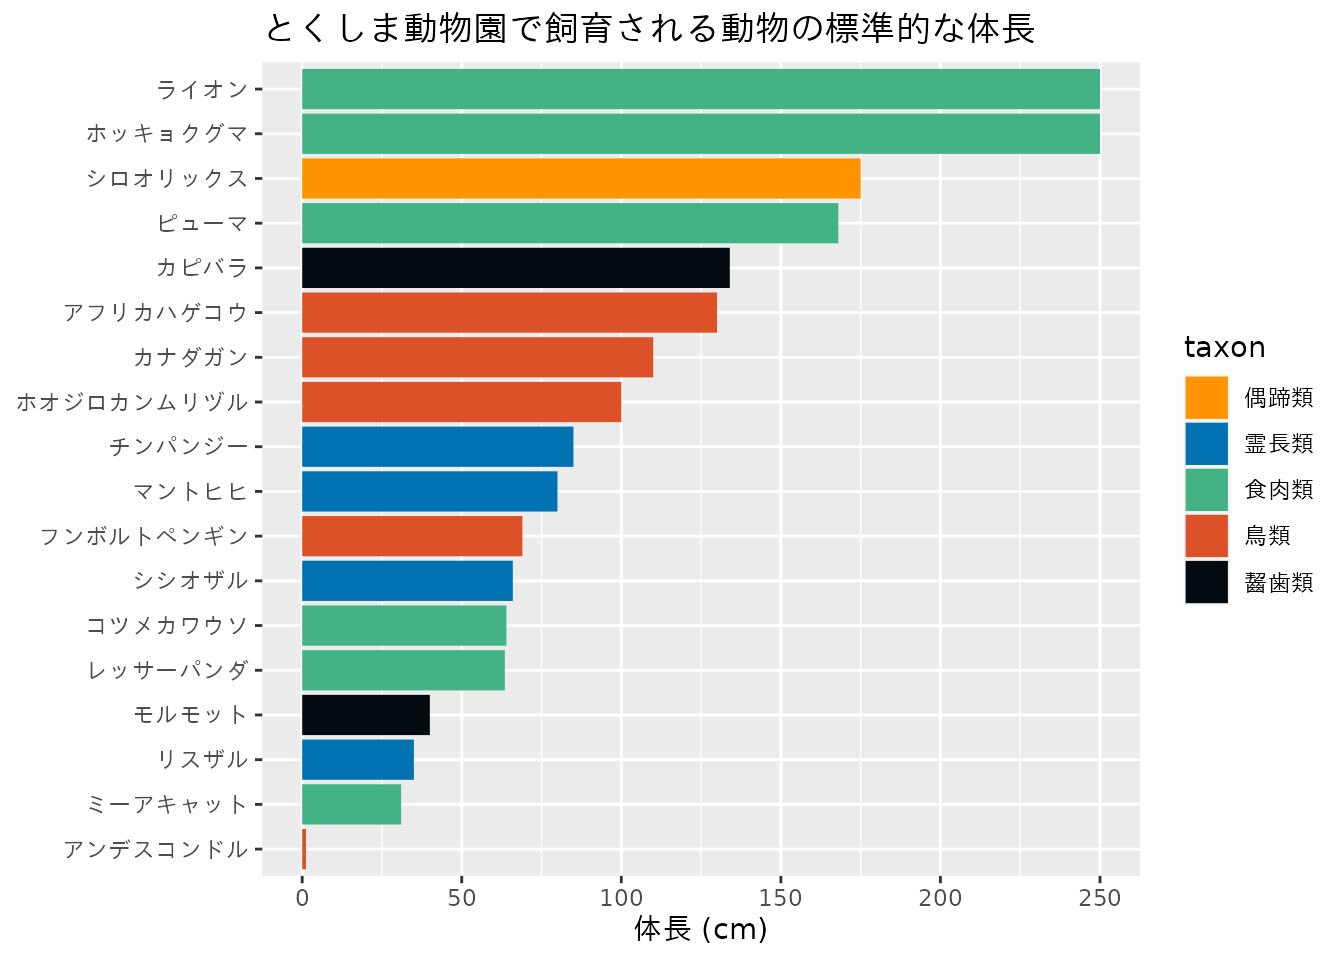 とくしま動物園で飼育される動物の標準的な体長
ライオン
ホッキョクグマ
シロオリックス
ピューマ
カピバラ
アフリカハゲコウ
カナダガン
ホオジロカンムリヅル
チンパンジー
マントヒヒ
フンボルトペンギン
シシオザル
コツメカワウソ
レッサーパンダ
モルモット
リスザル
ミーアキャット
アンデスコンドル
0 50 100 150 200 250
体長 (cm)
taxon
偶蹄類
霊長類
食肉類
鳥類
齧歯類